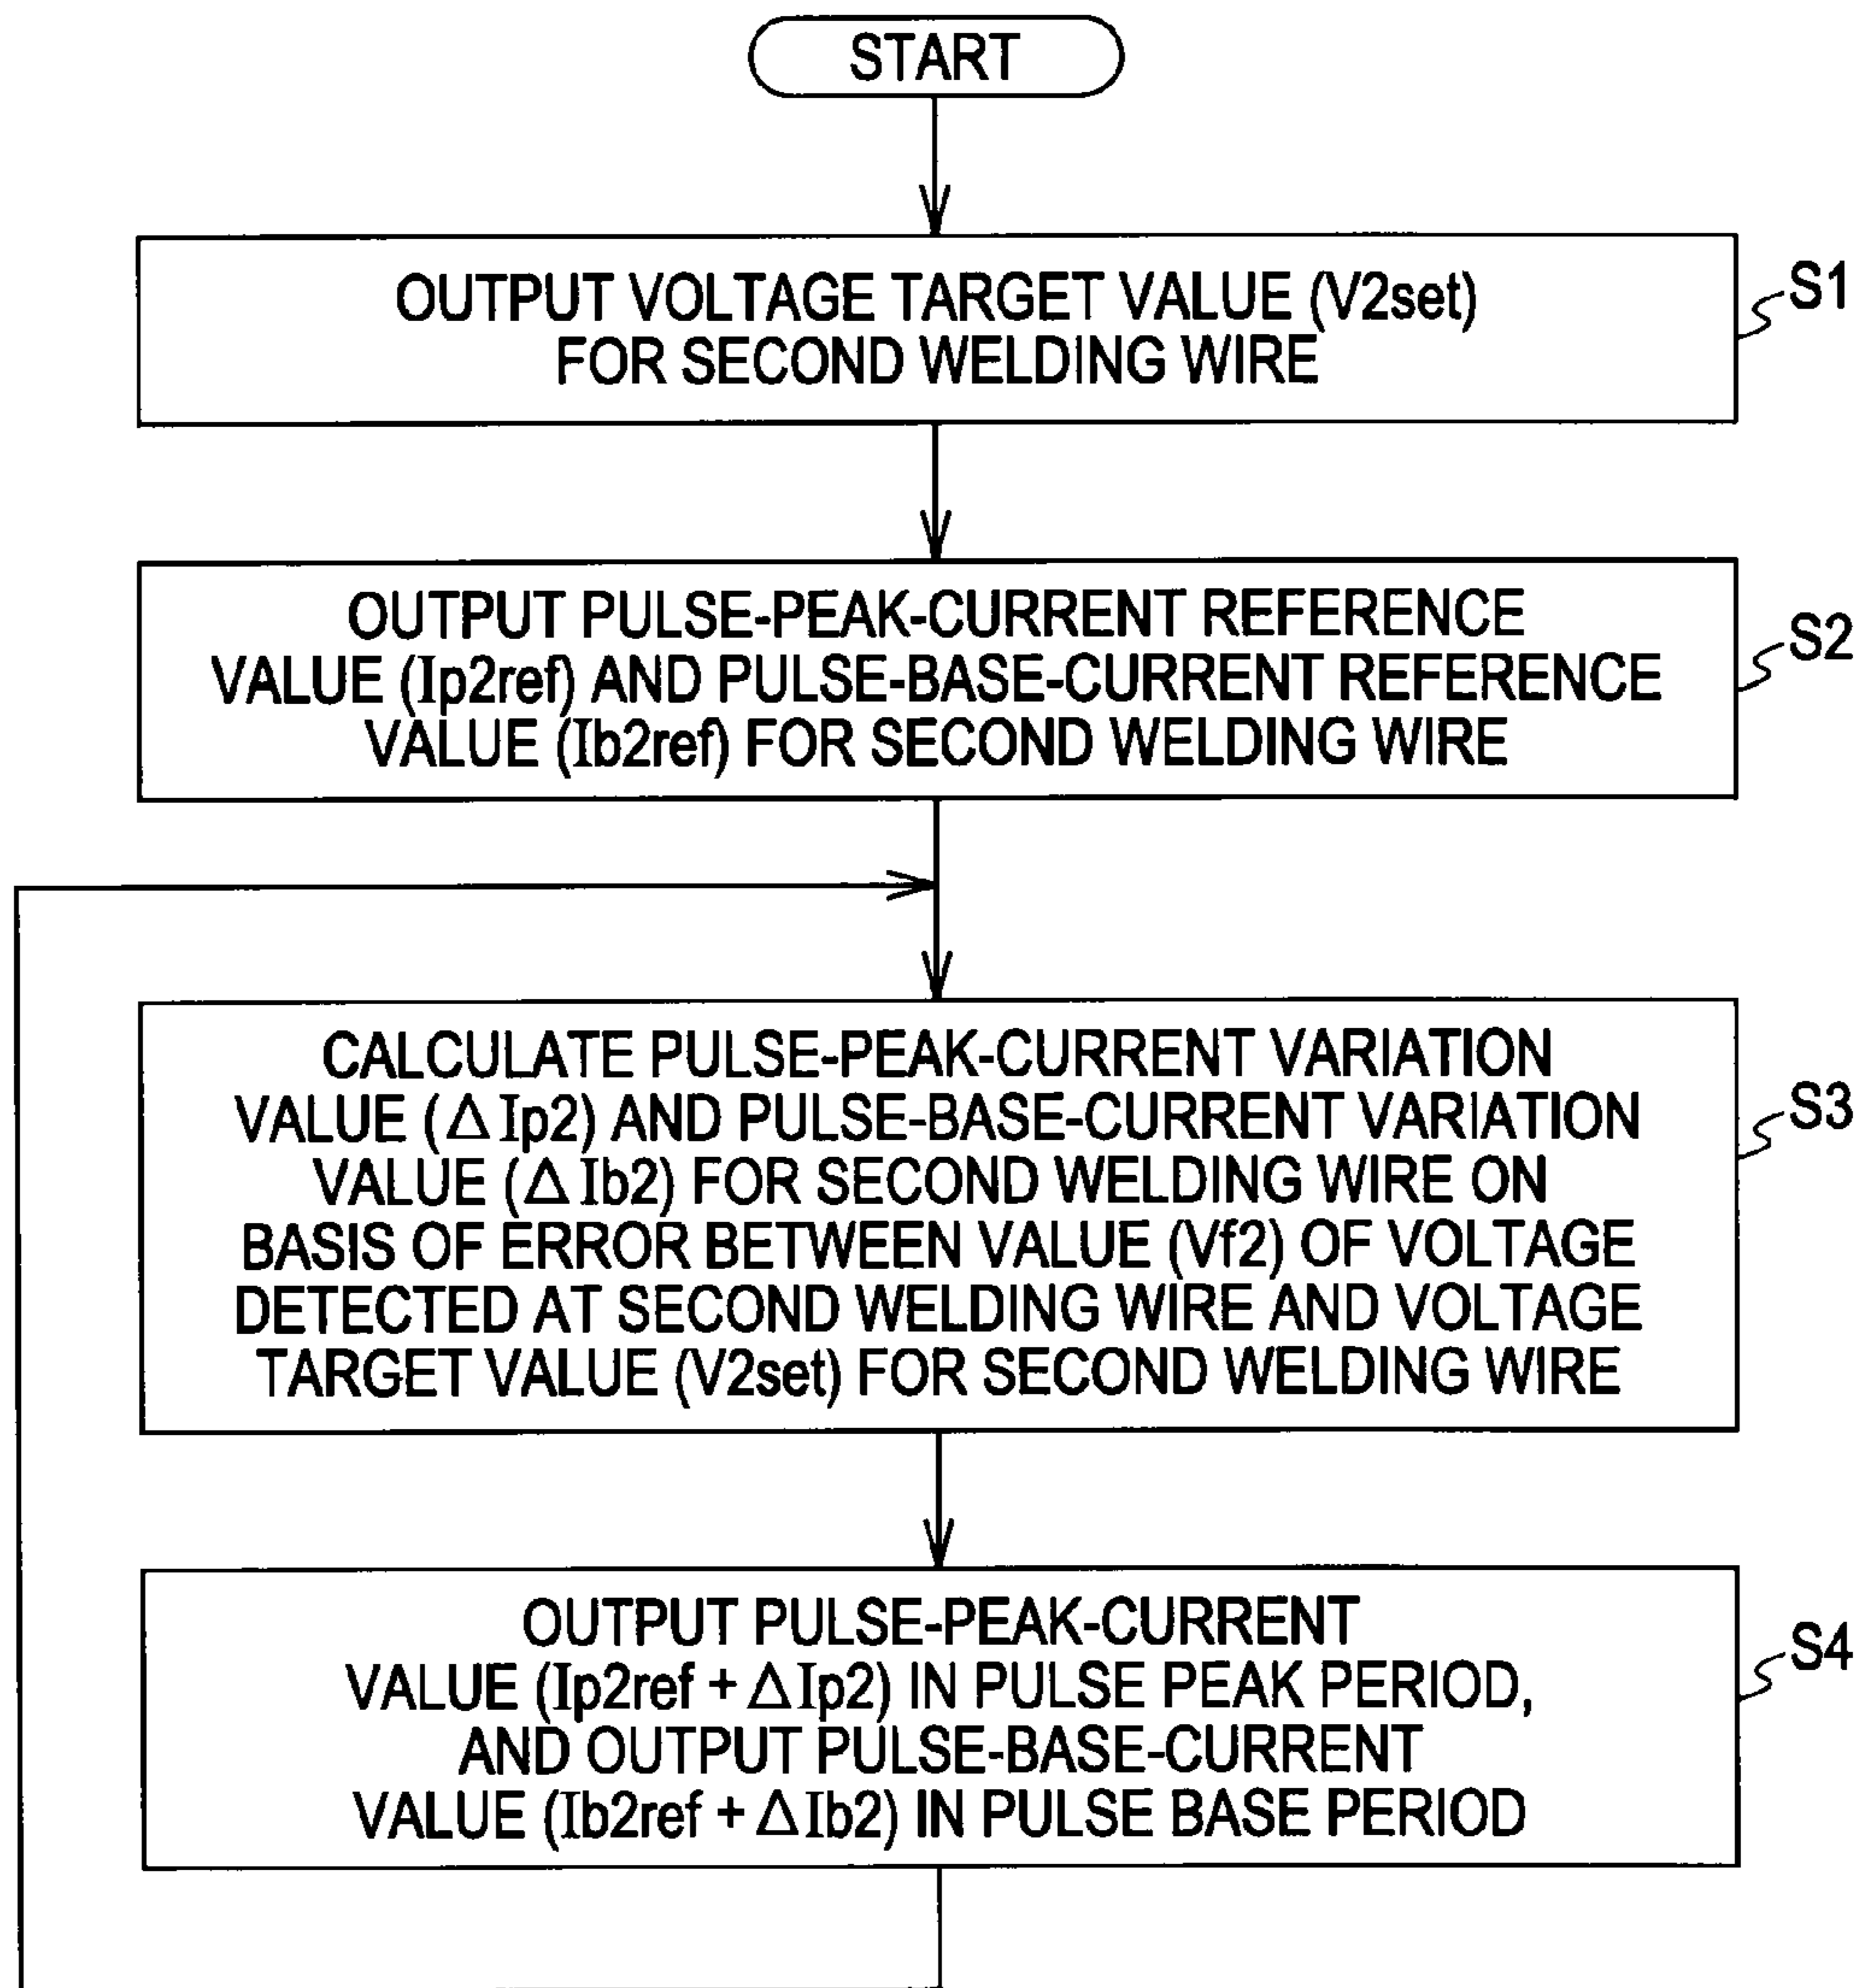 START
OUTPUT VOLTAGE TARGET VALUE (V2set)
FOR SECOND WELDING WIRE
S1
OUTPUT PULSE-PEAK-CURRENT REFERENCE
VALUE (Ip2ref) AND PULSE-BASE-CURRENT REFERENCE
VALUE (Ib2ref) FOR SECOND WELDING WIRE
S2
CALCULATE PULSE-PEAK-CURRENT VARIATION
VALUE (ΔIp2) AND PULSE-BASE-CURRENT VARIATION
VALUE (ΔIb2) FOR SECOND WELDING WIRE ON
BASIS OF ERROR BETWEEN VALUE (Vf2) OF VOLTAGE
DETECTED AT SECOND WELDING WIRE AND VOLTAGE
TARGET VALUE (V2set) FOR SECOND WELDING WIRE
S3
OUTPUT PULSE-PEAK-CURRENT
VALUE (Ip2ref + ΔIp2) IN PULSE PEAK PERIOD,
AND OUTPUT PULSE-BASE-CURRENT
VALUE (Ib2ref + ΔIb2) IN PULSE BASE PERIOD
S4